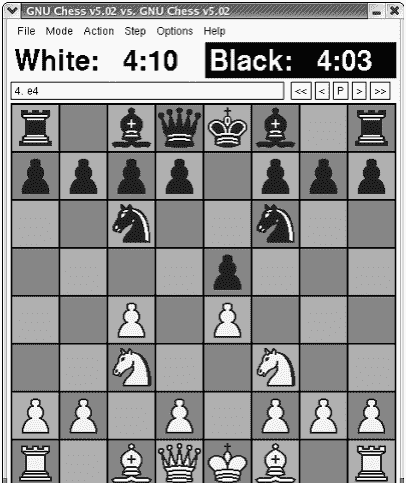 GNU Chess v5.02 vs. GNU Chess v5.02
File Mode Action Step Options Help
White: 4:10 Black: 4:03
4. e4 << < P > >>